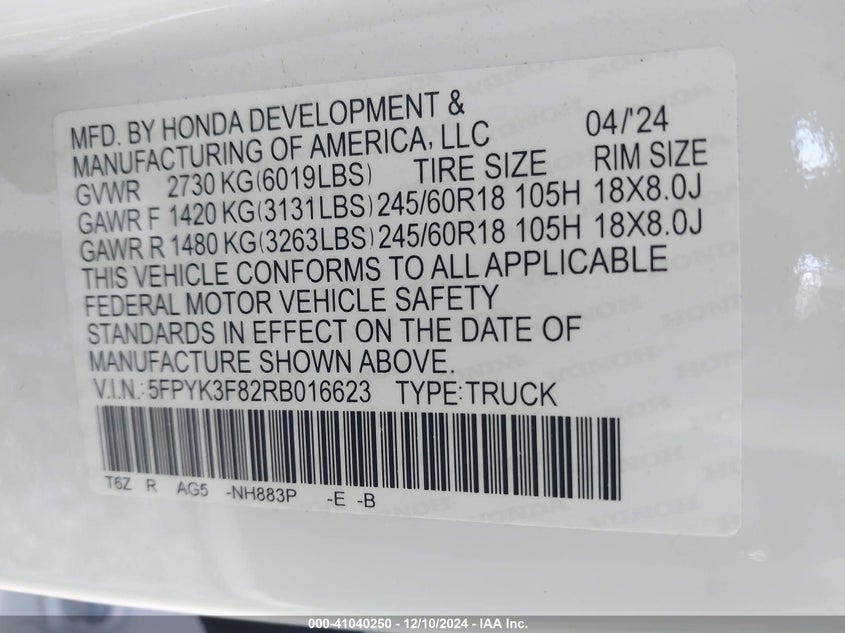 MFD. BY HONDA DEVELOPMENT &
MANUFACTURING OF AMERICA, LLC 04/'24
GVWR 2730 KG(6019LBS) TIRE SIZE RIM SIZE
GAWR F 1420 KG(3131LBS) 245/60R18 105H 18X8.0J
GAWR R 1480 KG(3263LBS) 245/60R18 105H 18X8.0J
THIS VEHICLE CONFORMS TO ALL APPLICABLE
FEDERAL MOTOR VEHICLE SAFETY
STANDARDS IN EFFECT ON THE DATE OF
MANUFACTURE SHOWN ABOVE.
V.I.N.: 5FPYK3F82RB016623 TYPE:TRUCK
T6Z R AG5 -NH883P -E -B
000-41040250 - 12/10/2024 - IAA Inc.